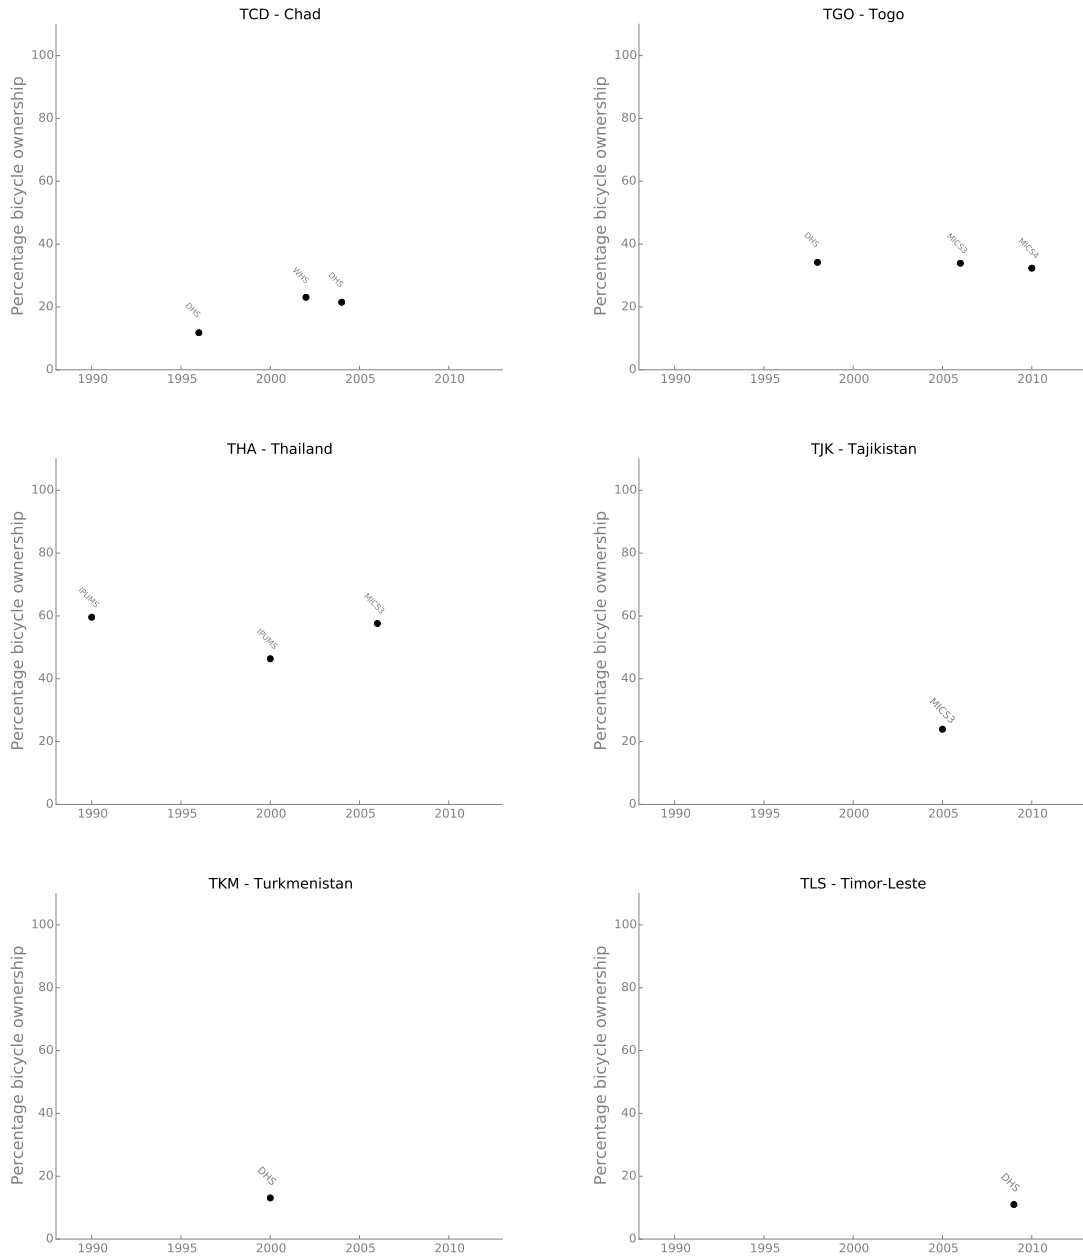 TCD - Chad
Percentage bicycle ownership
100
80
60
40
20
0
DHS
WHS
DHS
1990 1995 2000 2005 2010
TGO - Togo
Percentage bicycle ownership
100
80
60
40
20
0
DHS
MICS3
MICS4
1990 1995 2000 2005 2010
THA - Thailand
Percentage bicycle ownership
100
80
60
40
20
0
IPUMS
IPUMS
MICS3
1990 1995 2000 2005 2010
TJK - Tajikistan
Percentage bicycle ownership
100
80
60
40
20
0
MICS3
1990 1995 2000 2005 2010
TKM - Turkmenistan
Percentage bicycle ownership
100
80
60
40
20
0
DHS
1990 1995 2000 2005 2010
TLS - Timor-Leste
Percentage bicycle ownership
100
80
60
40
20
0
DHS
1990 1995 2000 2005 2010